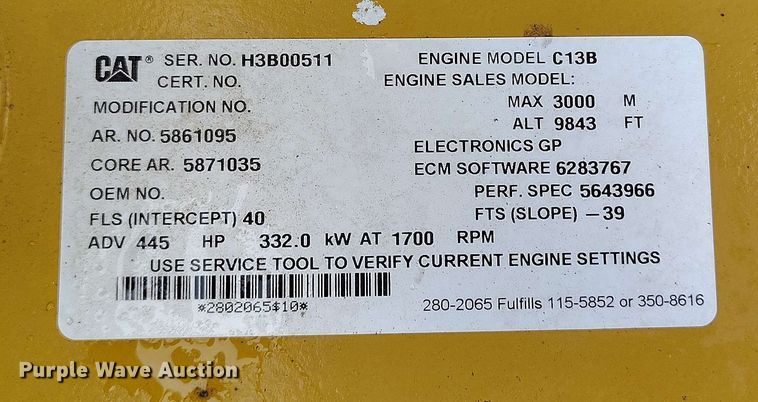 CAT® SER. NO. H3B00511 ENGINE MODEL C13B
CERT. NO. ENGINE SALES MODEL:
MODIFICATION NO. MAX 3000 M
AR. NO. 5861095 ALT 9843 FT
ELECTRONICS GP
CORE AR. 5871035 ECM SOFTWARE 6283767
OEM NO. PERF. SPEC 5643966
FLS (INTERCEPT) 40 FTS (SLOPE) -39
ADV 445 HP 332.0 kW AT 1700 RPM
USE SERVICE TOOL TO VERIFY CURRENT ENGINE SETTINGS
*2802065$10* 280-2065 Fulfills 115-5852 or 350-8616
Purple Wave Auction